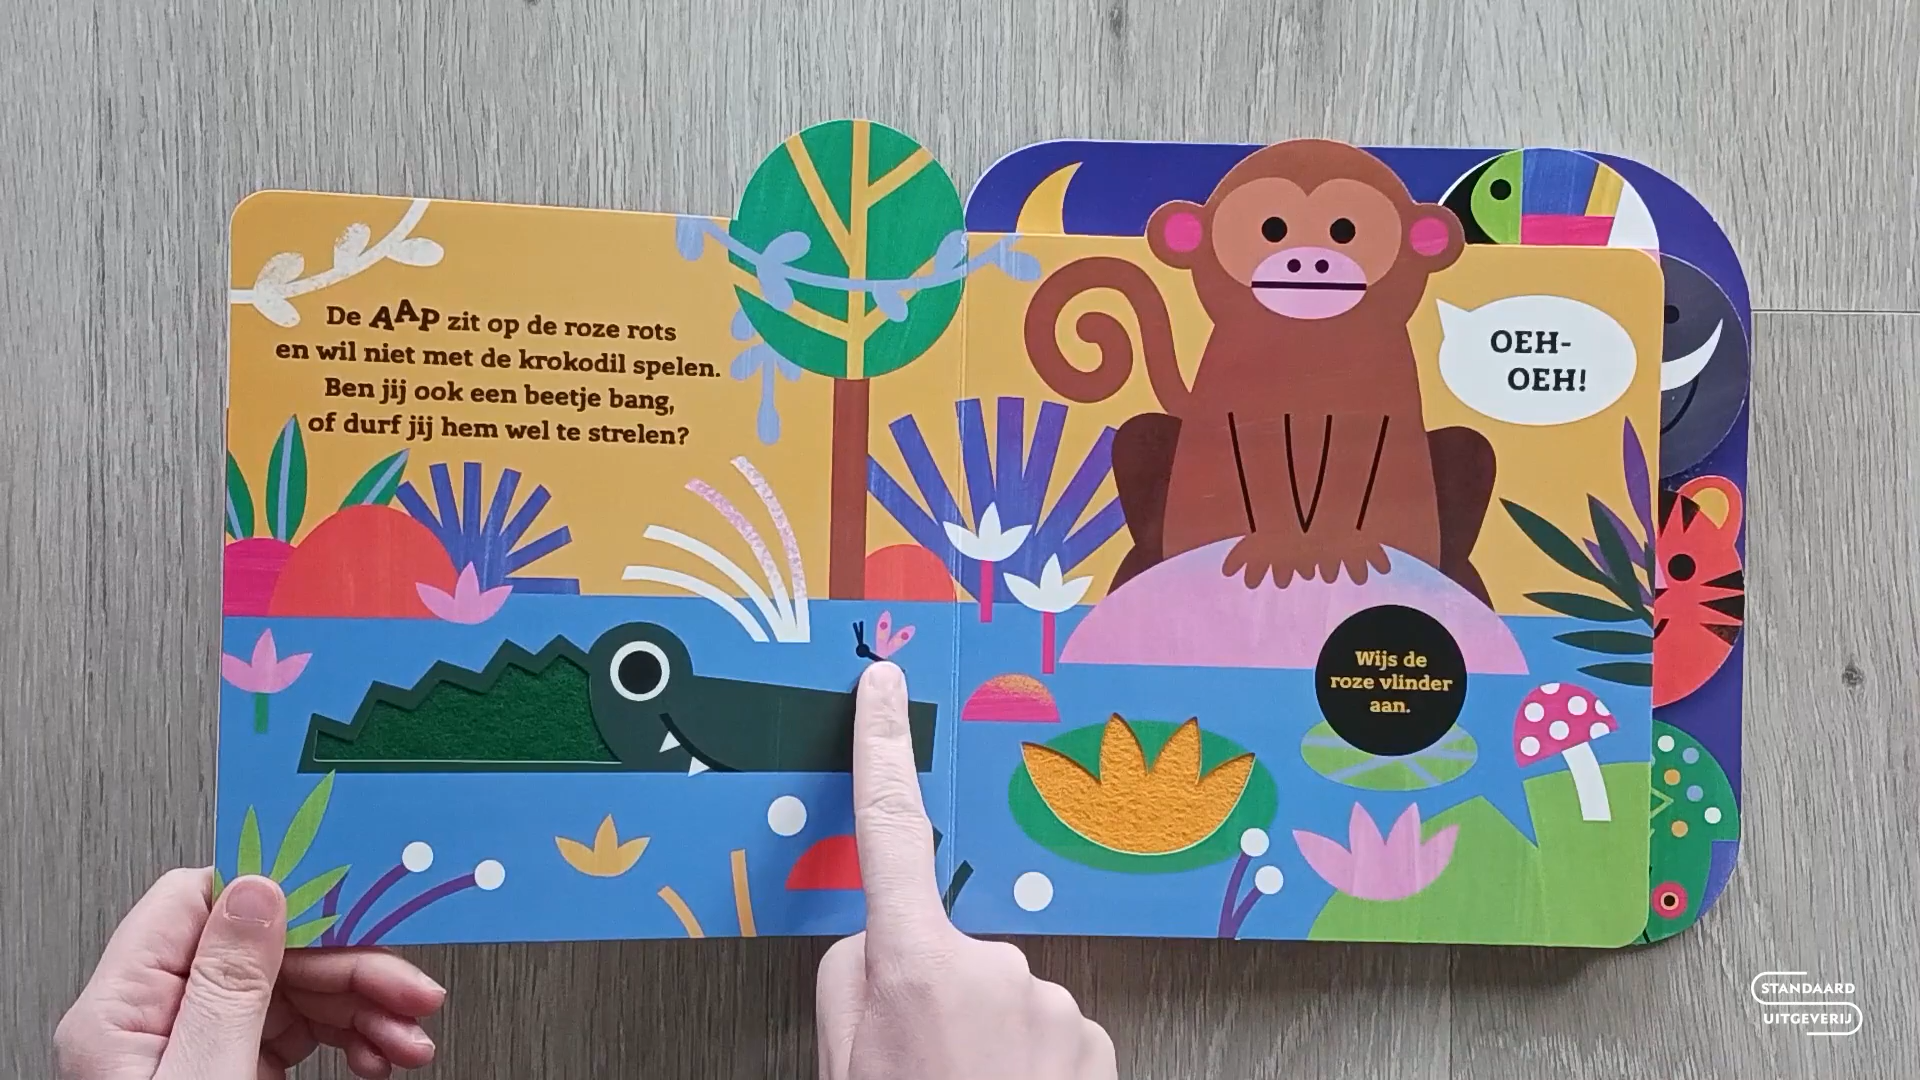 De AAP zit op de roze rots
en wil niet met de krokodil spelen.
Ben jij ook een beetje bang,
of durf jij hem wel te strelen?
OEH-
OEH!
Wijs de
roze vlinder
aan.
STANDAARD
UITGEVERIJ